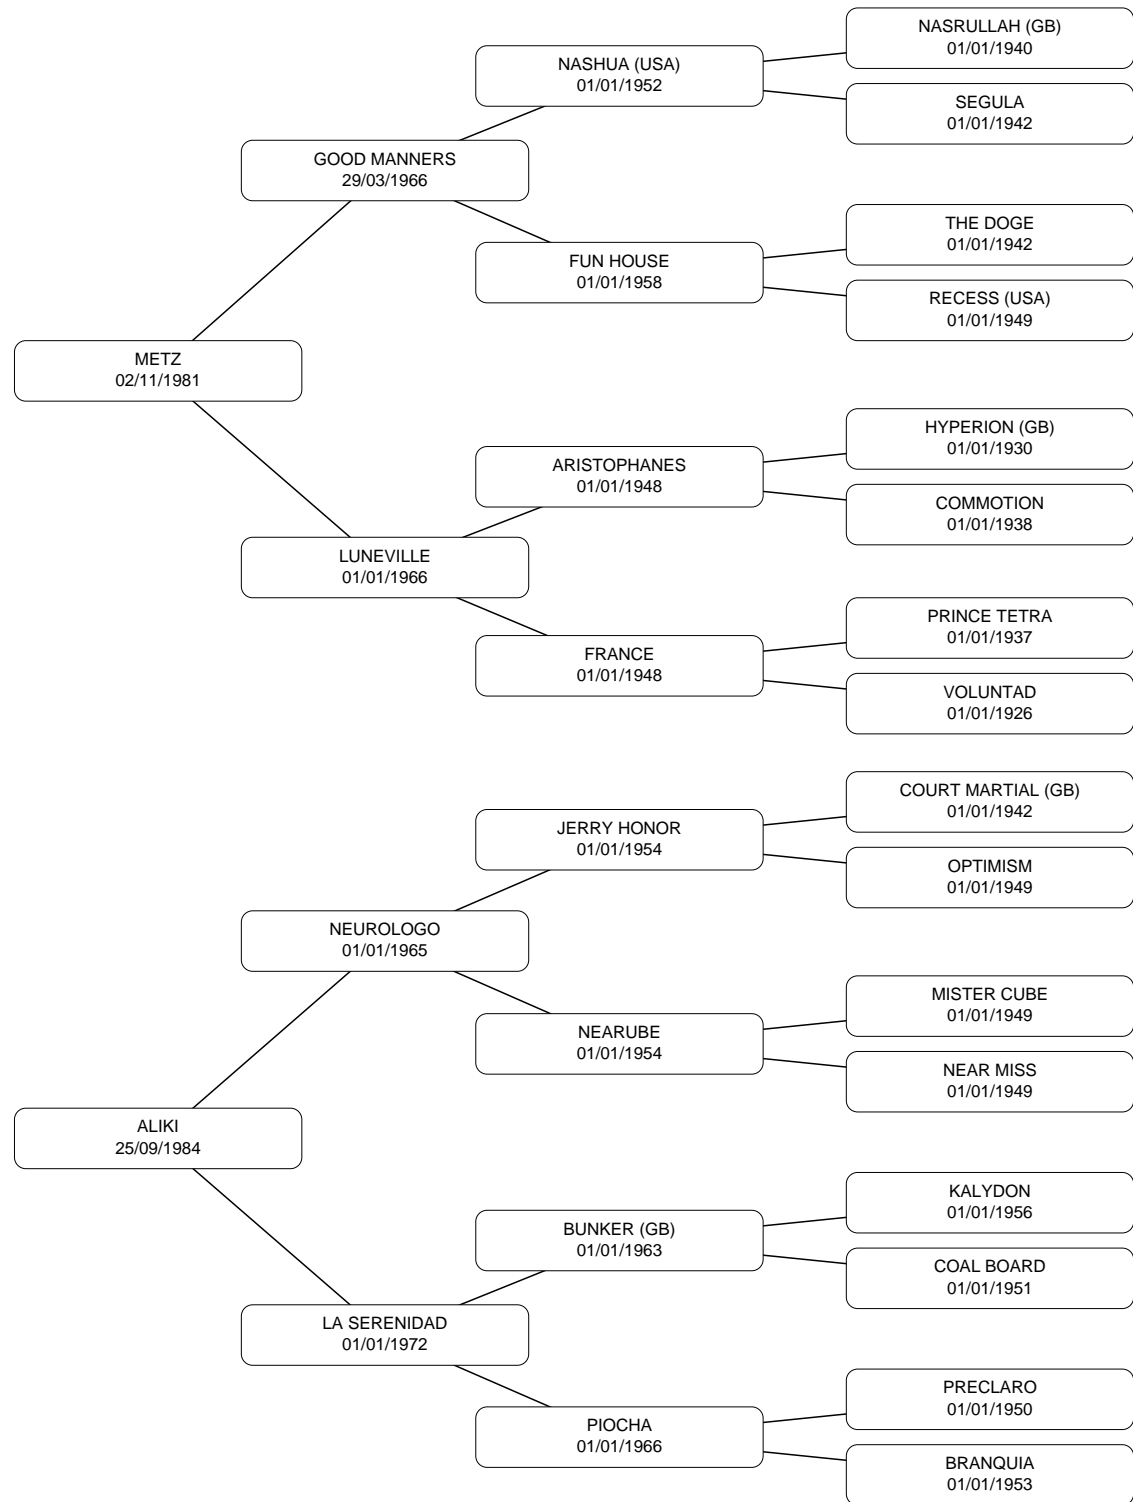 NASRULLAH (GB)
01/01/1940
NASHUA (USA)
01/01/1952
SEGULA
01/01/1942
GOOD MANNERS
29/03/1966
THE DOGE
01/01/1942
FUN HOUSE
01/01/1958
RECESS (USA)
01/01/1949
METZ
02/11/1981
HYPERION (GB)
01/01/1930
ARISTOPHANES
01/01/1948
COMMOTION
01/01/1938
LUNEVILLE
01/01/1966
PRINCE TETRA
01/01/1937
FRANCE
01/01/1948
VOLUNTAD
01/01/1926
COURT MARTIAL (GB)
01/01/1942
JERRY HONOR
01/01/1954
OPTIMISM
01/01/1949
NEUROLOGO
01/01/1965
MISTER CUBE
01/01/1949
NEARUBE
01/01/1954
NEAR MISS
01/01/1949
ALIKI
25/09/1984
KALYDON
01/01/1956
BUNKER (GB)
01/01/1963
COAL BOARD
01/01/1951
LA SERENIDAD
01/01/1972
PRECLARO
01/01/1950
PIOCHA
01/01/1966
BRANQUIA
01/01/1953